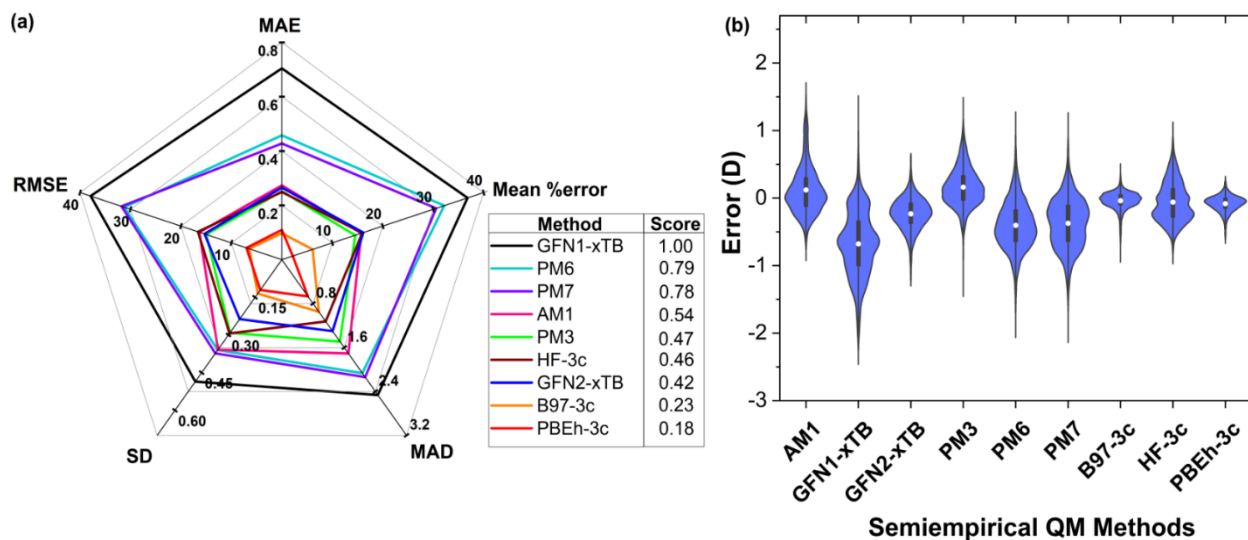 (a)
MAE
0.8
0.6
0.4
0.2
RMSE
40
30
20
10
Mean %error
40
30
20
10
SD
0.60
0.45
0.30
0.15
MAD
3.2
2.4
1.6
0.8
Method Score
GFN1-xTB 1.00
PM6 0.79
PM7 0.78
AM1 0.54
PM3 0.47
HF-3c 0.46
GFN2-xTB 0.42
B97-3c 0.23
PBEh-3c 0.18
(b)
Error (D)
2
1
0
-1
-2
-3
AM1
GFN1-xTB
GFN2-xTB
PM3
PM6
PM7
B97-3c
HF-3c
PBEh-3c
Semiempirical QM Methods